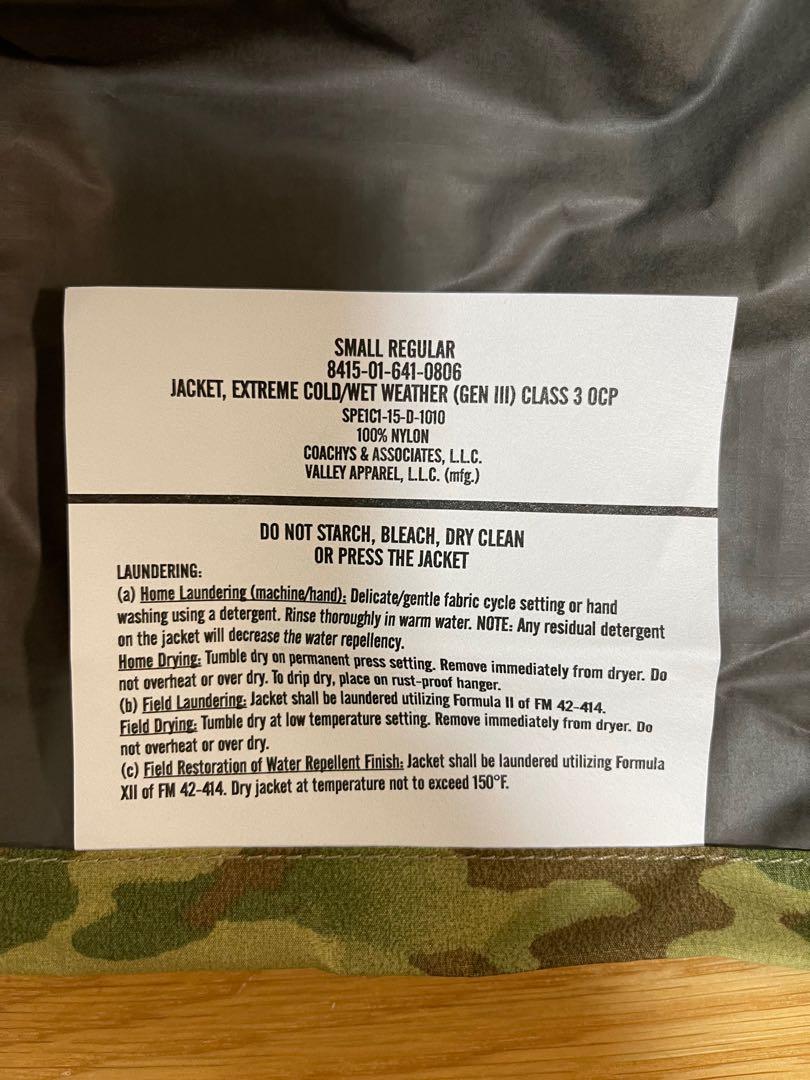 SMALL REGULAR
8415-01-641-0806
JACKET, EXTREME COLD/WET WEATHER (GEN III) CLASS 3 OCP
SPE1C1-15-D-1010
100% NYLON
COACHYS & ASSOCIATES, L.L.C.
VALLEY APPAREL, L.L.C. (mfg.)
DO NOT STARCH, BLEACH, DRY CLEAN
OR PRESS THE JACKET
LAUNDERING:
(a) Home Laundering (machine/hand): Delicate/gentle fabric cycle setting or hand
washing using a detergent. Rinse thoroughly in warm water. NOTE: Any residual detergent
on the jacket will decrease the water repellency.
Home Drying: Tumble dry on permanent press setting. Remove immediately from dryer. Do
not overheat or over dry. To drip dry, place on rust-proof hanger.
(b) Field Laundering: Jacket shall be laundered utilizing Formula II of FM 42-414.
Field Drying: Tumble dry at low temperature setting. Remove immediately from dryer. Do
not overheat or over dry.
(c) Field Restoration of Water Repellent Finish: Jacket shall be laundered utilizing Formula
XII of FM 42-414. Dry jacket at temperature not to exceed 150°F.